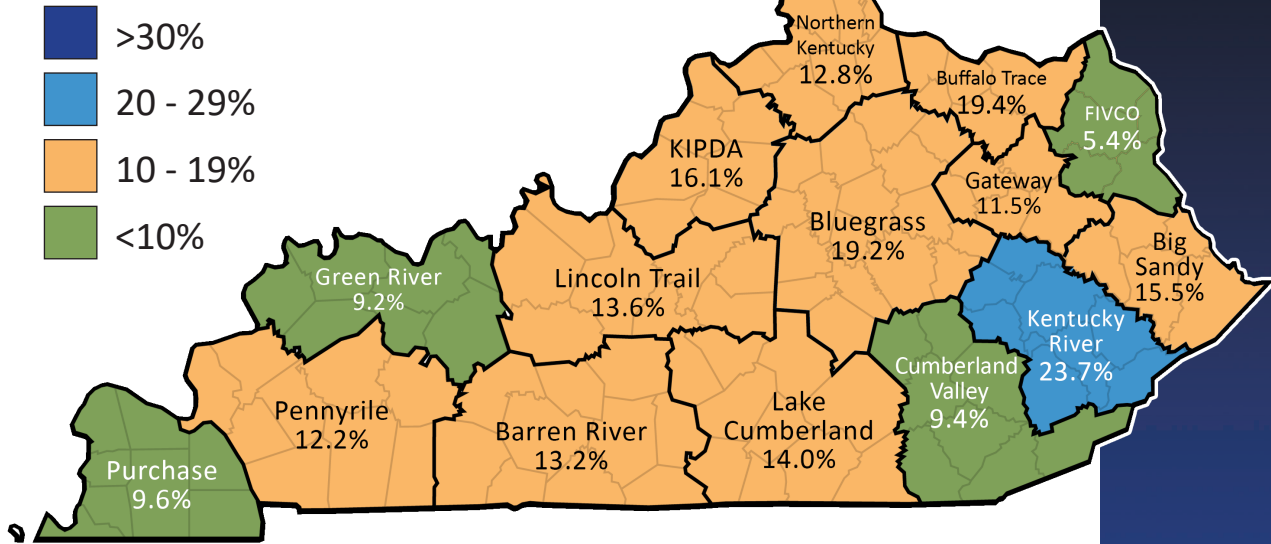 >30%
20 - 29%
10 - 19%
<10%
Northern
Kentucky
12.8%
Buffalo Trace
19.4%
FIVCO
5.4%
KIPDA
16.1%
Gateway
11.5%
Bluegrass
19.2%
Big
Sandy
15.5%
Green River
9.2%
Lincoln Trail
13.6%
Kentucky
River
23.7%
Cumberland
Valley
9.4%
Pennyrile
12.2%
Barren River
13.2%
Lake
Cumberland
14.0%
Purchase
9.6%